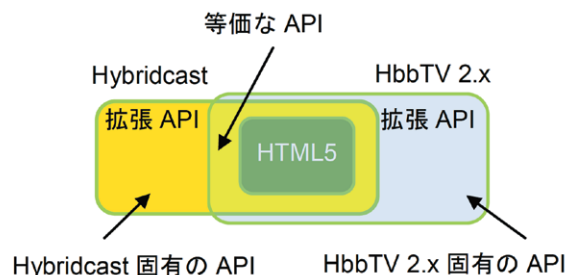 等価な API
Hybridcast
HbbTV 2.x
拡張 API
拡張 API
HTML5
Hybridcast 固有の API
HbbTV 2.x 固有の API